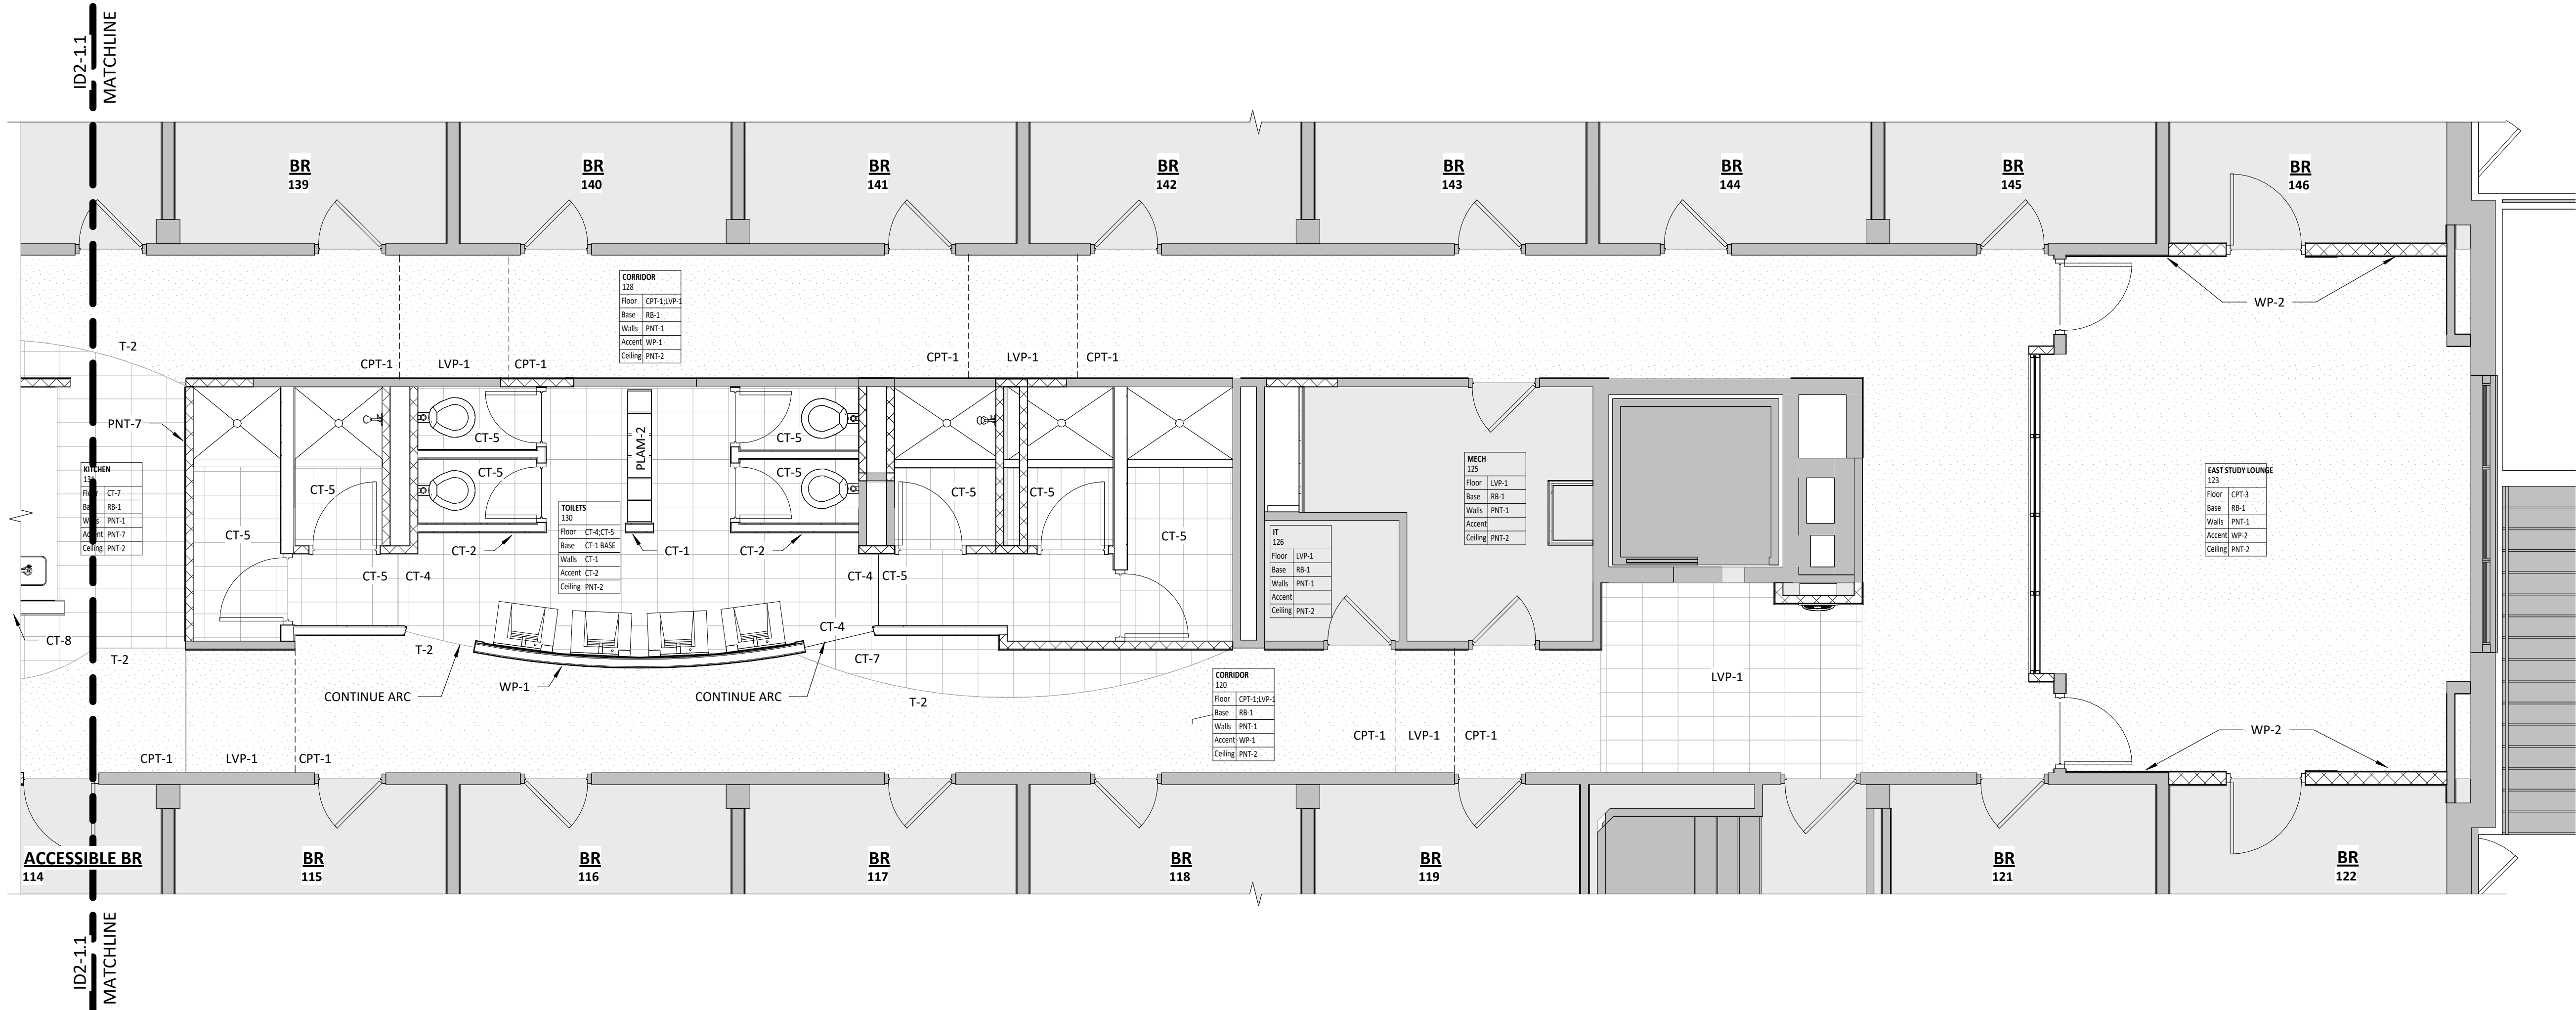 ID2-1.1
MATCHLINE
BR
139
BR
140
BR
141
BR
142
BR
143
BR
144
BR
145
BR
146
CORRIDOR
128
Floor CPT-1;LVP-1
Base RB-1
Walls PNT-1
Accent WP-1
Ceiling PNT-2
WP-2
T-2
CPT-1 LVP-1 CPT-1
CPT-1 LVP-1 CPT-1
PNT-7
KITCHEN
Floor CT-7
Base RB-1
Walls PNT-1
Accent PNT-7
Ceiling PNT-2
CT-5
CT-5
CT-5
CT-5
PLAM-2
CT-5
CT-5
CT-5
CT-5
CT-5
TOILETS
130
Floor CT-4;CT-5
Base CT-1 BASE
Walls CT-1
Accent CT-2
Ceiling PNT-2
CT-2
CT-1
CT-2
CT-5 CT-4
CT-4 CT-5
MECH
125
Floor LVP-1
Base RB-1
Walls PNT-1
Accent
Ceiling PNT-2
IT
126
Floor LVP-1
Base RB-1
Walls PNT-1
Accent
Ceiling PNT-2
EAST STUDY LOUNGE
123
Floor CPT-3
Base RB-1
Walls PNT-1
Accent WP-2
Ceiling PNT-2
CT-8
T-2
T-2
CT-4
CT-7
WP-1
CONTINUE ARC
CONTINUE ARC
T-2
LVP-1
CORRIDOR
120
Floor CPT-1;LVP-1
Base RB-1
Walls PNT-1
Accent WP-1
Ceiling PNT-2
WP-2
CPT-1 LVP-1 CPT-1
CPT-1 LVP-1 CPT-1
ACCESSIBLE BR
114
BR
115
BR
116
BR
117
BR
118
BR
119
BR
121
BR
122
ID2-1.1
MATCHLINE